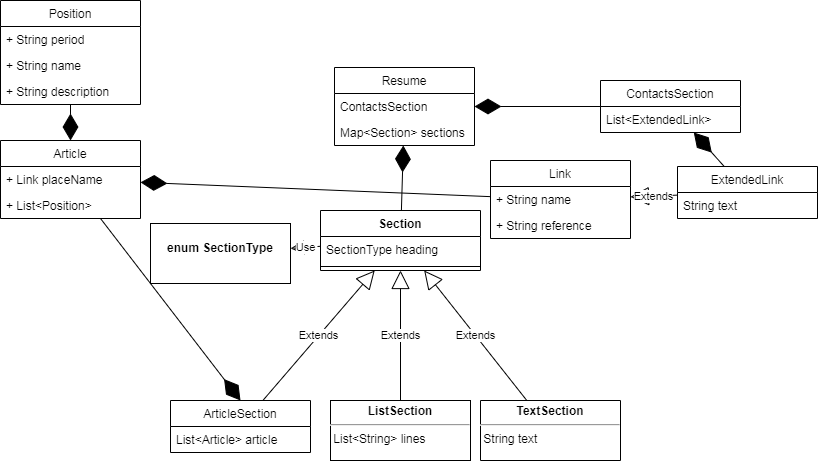 Position
+ String period
+ String name
+ String description
Article
+ Link placeName
+ List<Position>
Resume
ContactsSection
Map<Section> sections
ContactsSection
List<ExtendedLink>
Link
+ String name
+ String reference
Extends
ExtendedLink
String text
enum SectionType
Use
Section
SectionType heading
Extends
Extends
Extends
ArticleSection
List<Article> article
ListSection
List<String> lines
TextSection
String text